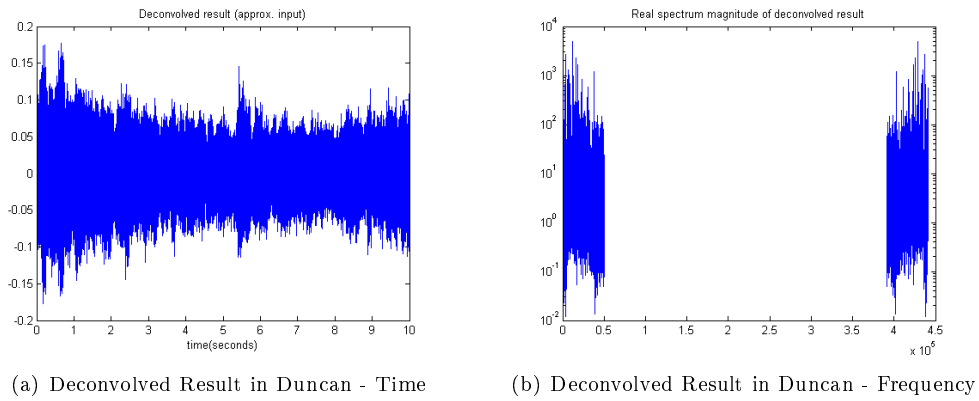 Deconvolved result (approx. input)
0.2
0.15
0.1
0.05
0
-0.05
-0.1
-0.15
-0.2
0 1 2 3 4 5 6 7 8 9 10
time(seconds)
(a) Deconvolved Result in Duncan - Time
Real spectrum magnitude of deconvolved result
10^4
10^3
10^2
10^1
10^0
10^-1
10^-2
0 0.5 1 1.5 2 2.5 3 3.5 4 4.5
x 10^5
(b) Deconvolved Result in Duncan - Frequency